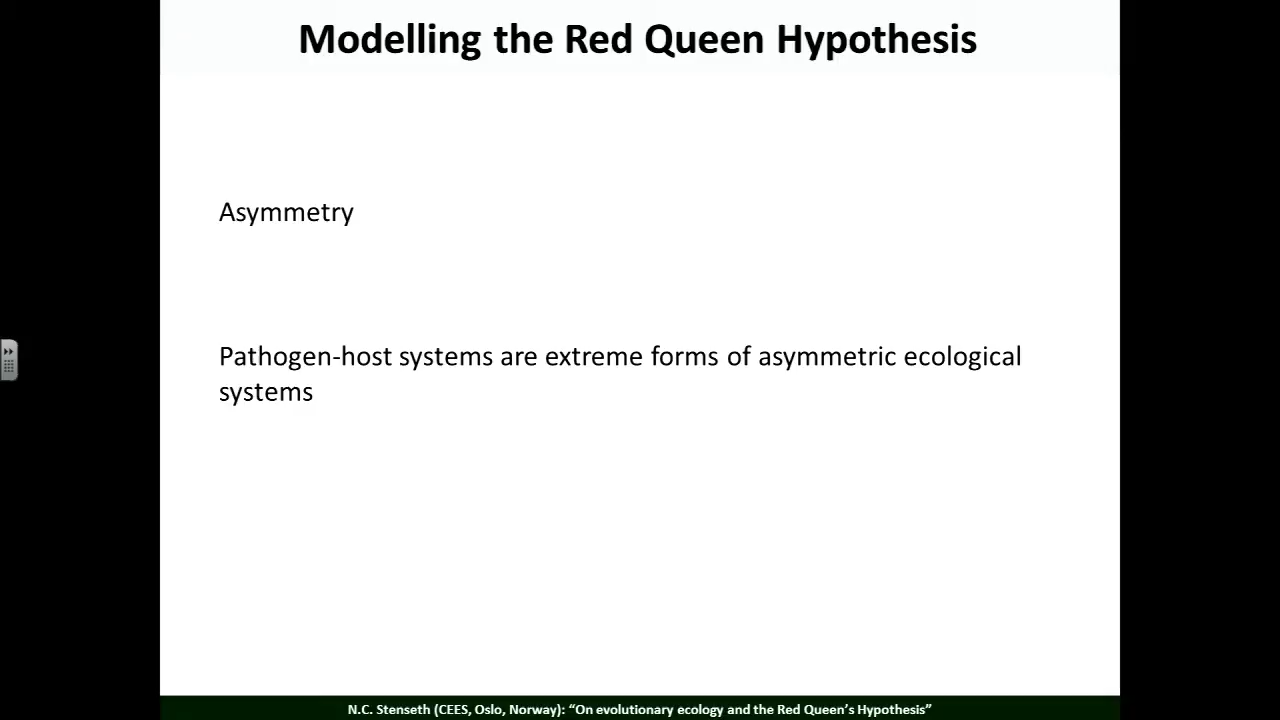 Modelling the Red Queen Hypothesis
Asymmetry
Pathogen-host systems are extreme forms of asymmetric ecological
systems
N.C. Stenseth (CEES, Oslo, Norway): “On evolutionary ecology and the Red Queen’s Hypothesis”